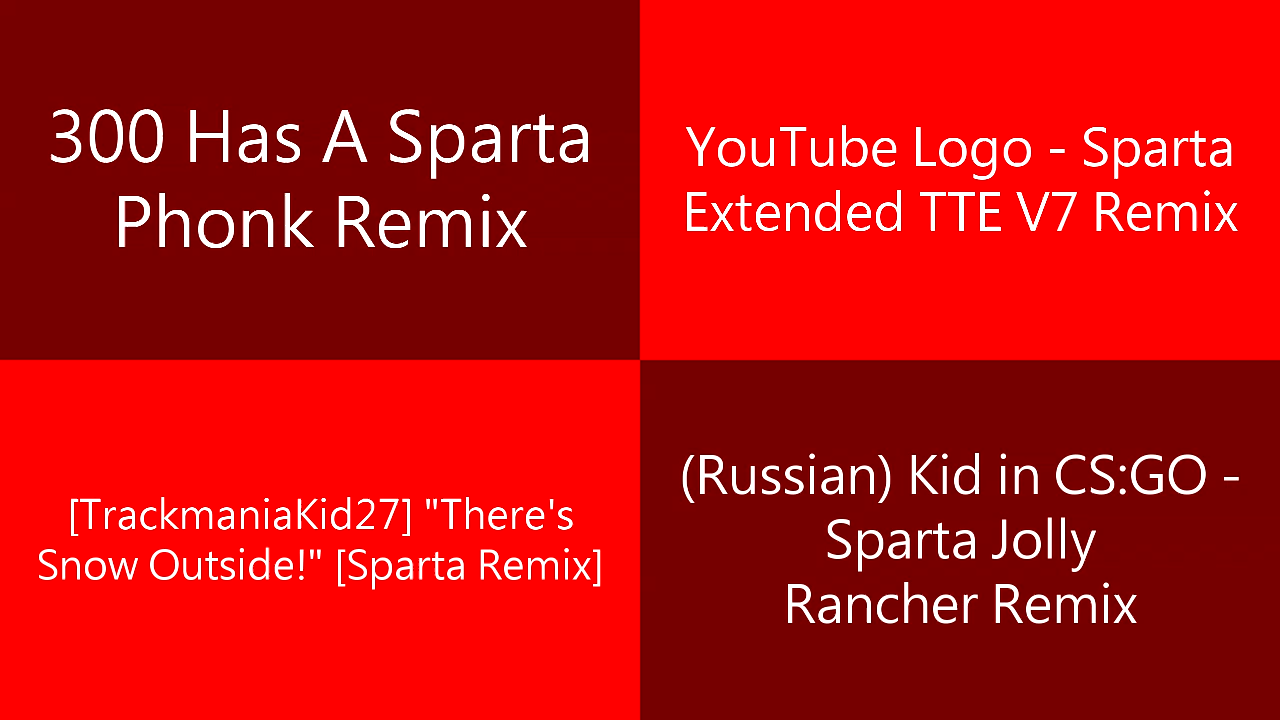 300 Has A Sparta
Phonk Remix
YouTube Logo - Sparta
Extended TTE V7 Remix
[TrackmaniaKid27] "There's
Snow Outside!" [Sparta Remix]
(Russian) Kid in CS:GO -
Sparta Jolly
Rancher Remix